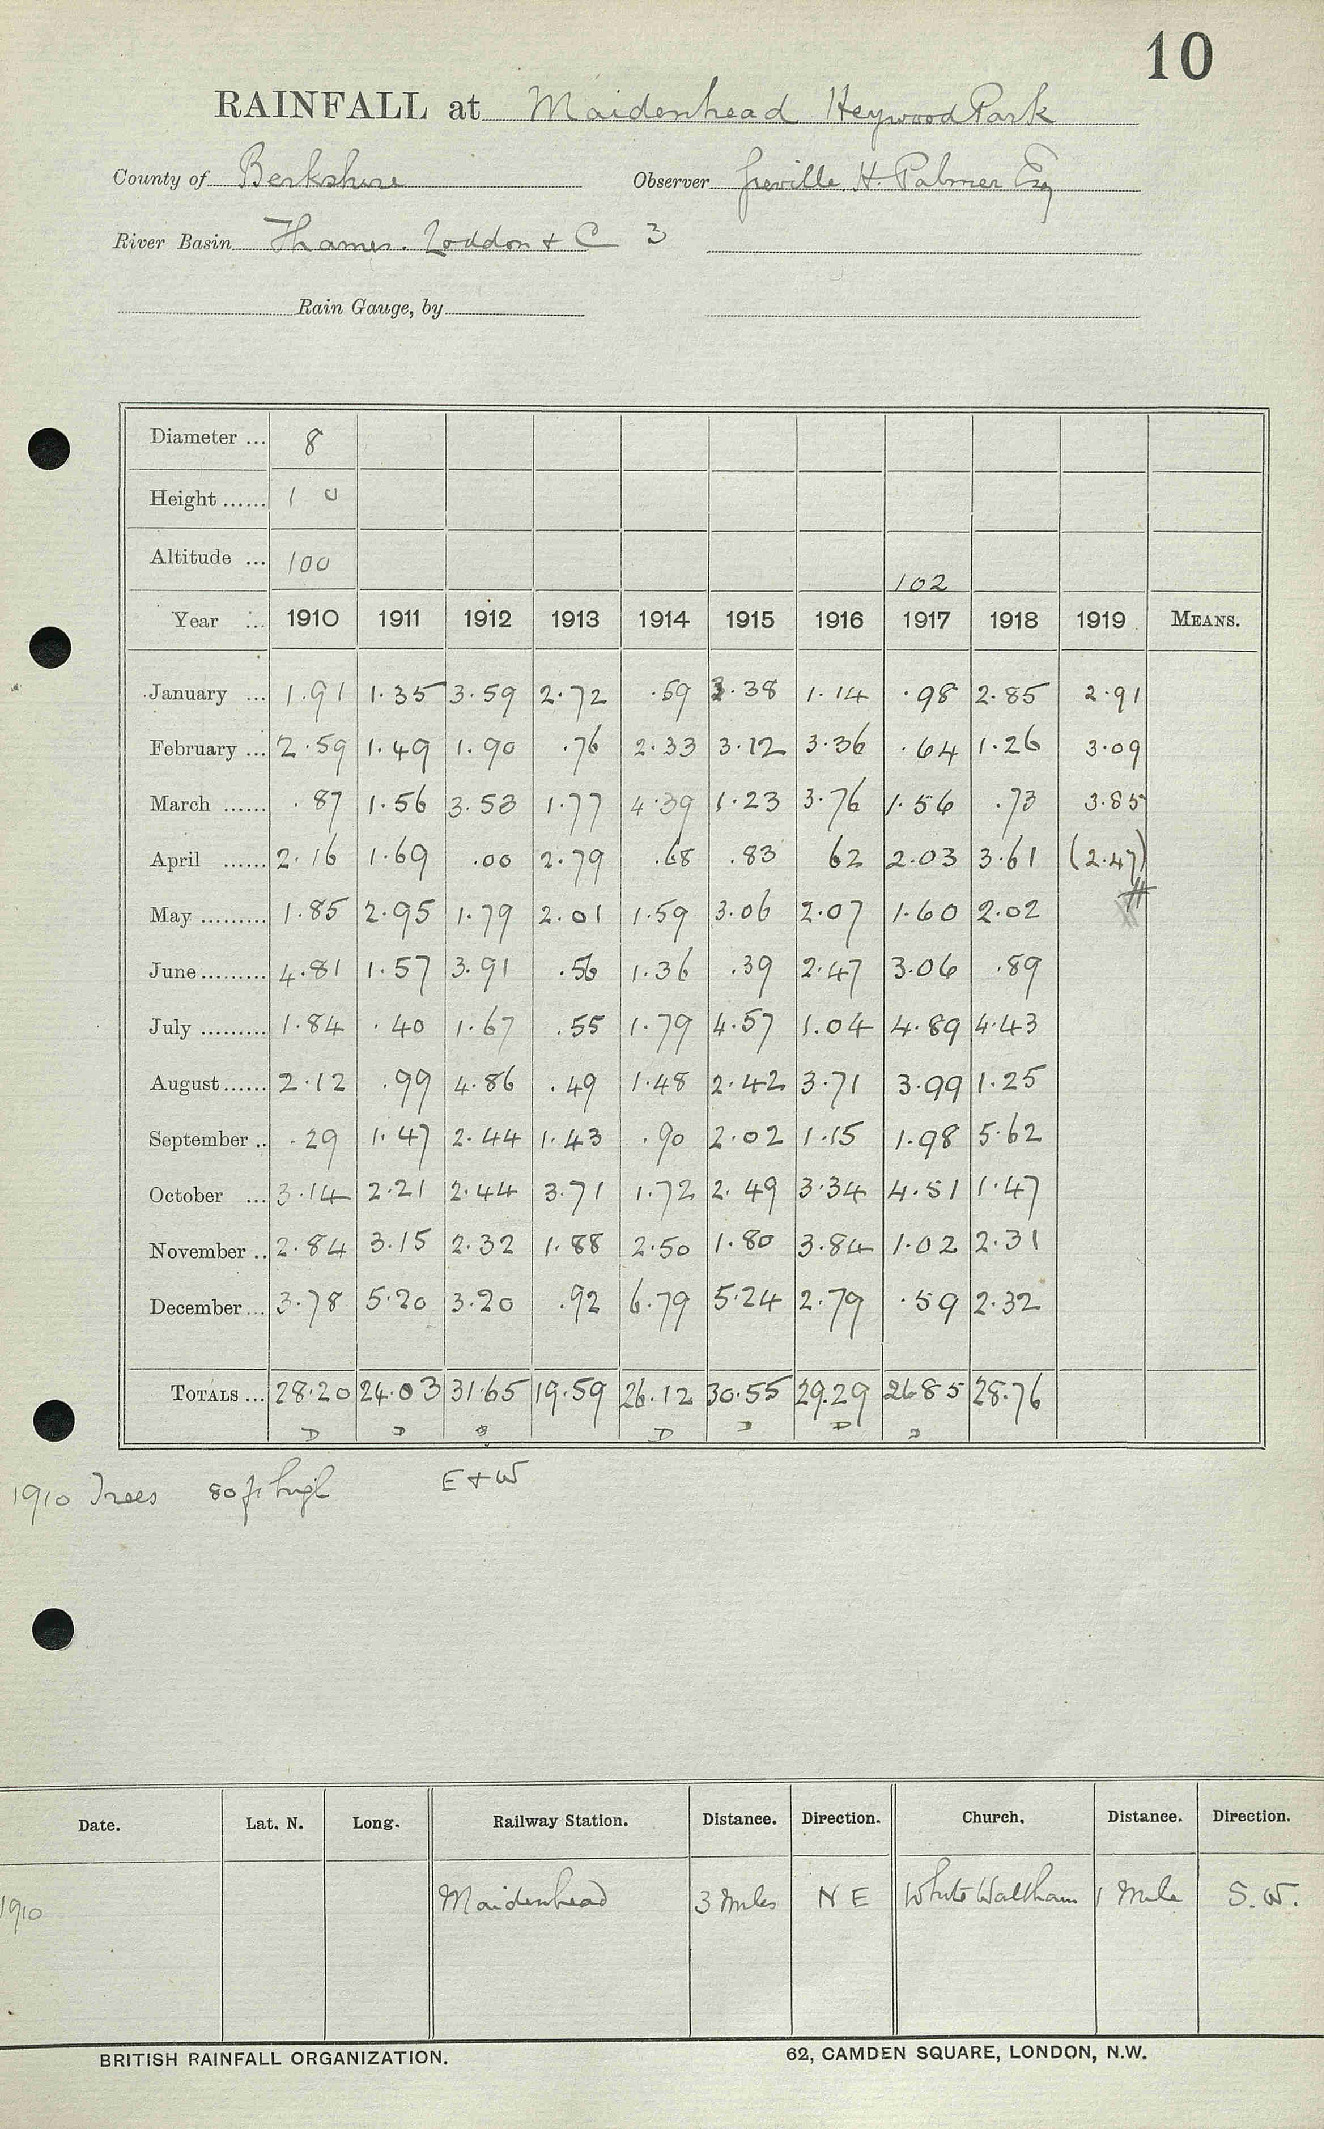 10
RAINFALL at Maidenhead Heywood Park
County of Berkshire Observer Greville H. Palmer Esq
River Basin Thames. Loddon & C 3
Rain Gauge, by
Diameter ... 8
Height ...... 1 0
Altitude ... 100 102
Year ... 1910 1911 1912 1913 1914 1915 1916 1917 1918 1919 MEANS.
January ... 1.91 1.35 3.59 2.72 .59 3.38 1.14 .98 2.85 2.91
February ... 2.59 1.49 1.90 .76 2.33 3.12 3.36 .64 1.26 3.09
March ...... .87 1.56 3.53 1.77 4.39 1.23 3.76 1.56 .73 3.85
April ...... 2.16 1.69 .00 2.79 .68 .83 62 2.03 3.61 (2.47)
May ......... 1.85 2.95 1.79 2.01 1.59 3.06 2.07 1.60 2.02
June ......... 4.81 1.57 3.91 .56 1.36 .39 2.47 3.06 .89
July ......... 1.84 .40 1.67 .55 1.79 4.57 1.04 4.89 4.43
August ...... 2.12 .99 4.86 .49 1.48 2.42 3.71 3.99 1.25
September .. .29 1.47 2.44 1.43 .90 2.02 1.15 1.98 5.62
October ... 3.14 2.21 2.44 3.71 1.72 2.49 3.34 4.51 1.47
November .. 2.84 3.15 2.32 1.88 2.50 1.80 3.84 1.02 2.31
December ... 3.78 5.20 3.20 .92 6.79 5.24 2.79 .59 2.32
TOTALS ... 28.20 24.03 31.65 19.59 26.12 30.55 29.29 26.85 28.76
D D D D D D
1910 Trees 80 ft high E & W
Date. Lat. N. Long. Railway Station. Distance. Direction. Church. Distance. Direction.
1910 Maidenhead 3 Miles N E White Waltham 1 Mile S.W.
BRITISH RAINFALL ORGANIZATION. 62, CAMDEN SQUARE, LONDON, N.W.